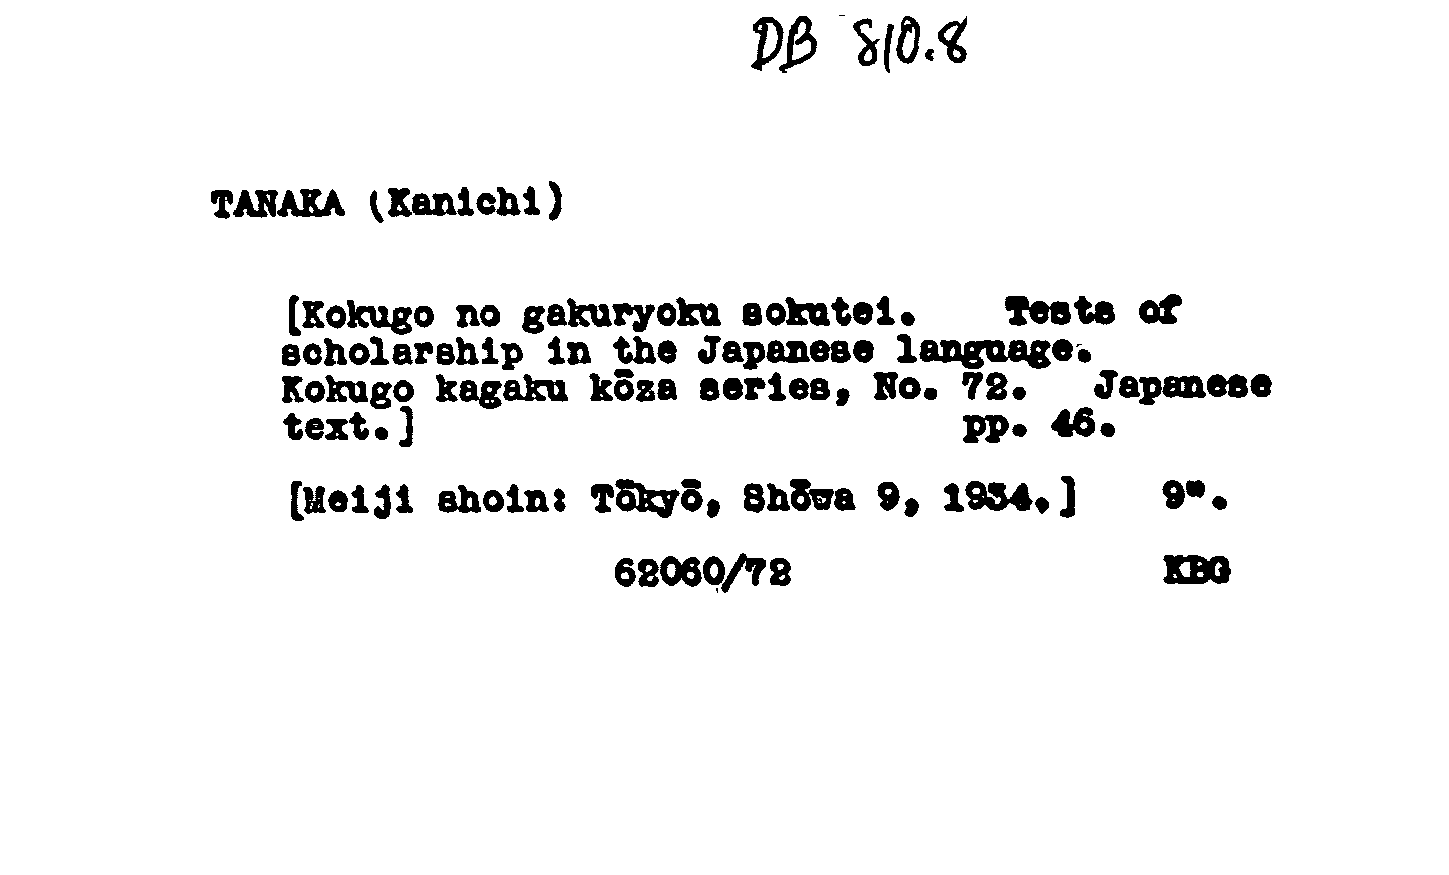 DB 810.8
TANAKA (Kanichi)
[Kokugo no gakuryoku sokutei. Tests of
scholarship in the Japanese language.
Kokugo kagaku kōza series, No. 72. Japanese
text.] pp. 46.
[Meiji shoin: Tōkyō, Shōwa 9, 1934.] 9".
62060/72 KBG